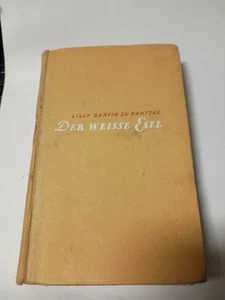 LILLY GRÄFIN ZU RANTZAU
DER WEISSE ESEL